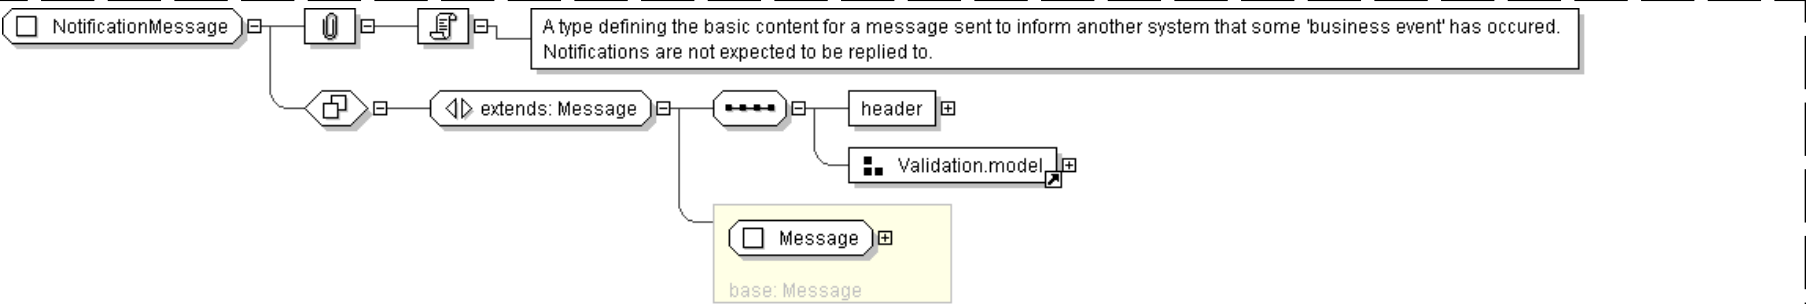 NotificationMessage
A type defining the basic content for a message sent to inform another system that some 'business event' has occured.
Notifications are not expected to be replied to.
extends: Message
header
Validation.model
Message
base: Message